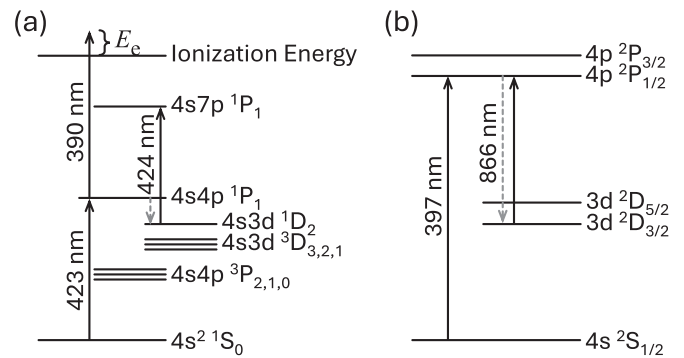 (a)
Eₑ
Ionization Energy
390 nm
4s7p ¹P₁
424 nm
4s4p ¹P₁
4s3d ¹D₂
4s3d ³D₃,₂,₁
423 nm
4s4p ³P₂,₁,₀
4s² ¹S₀
(b)
4p ²P₃/₂
4p ²P₁/₂
866 nm
397 nm
3d ²D₅/₂
3d ²D₃/₂
4s ²S₁/₂